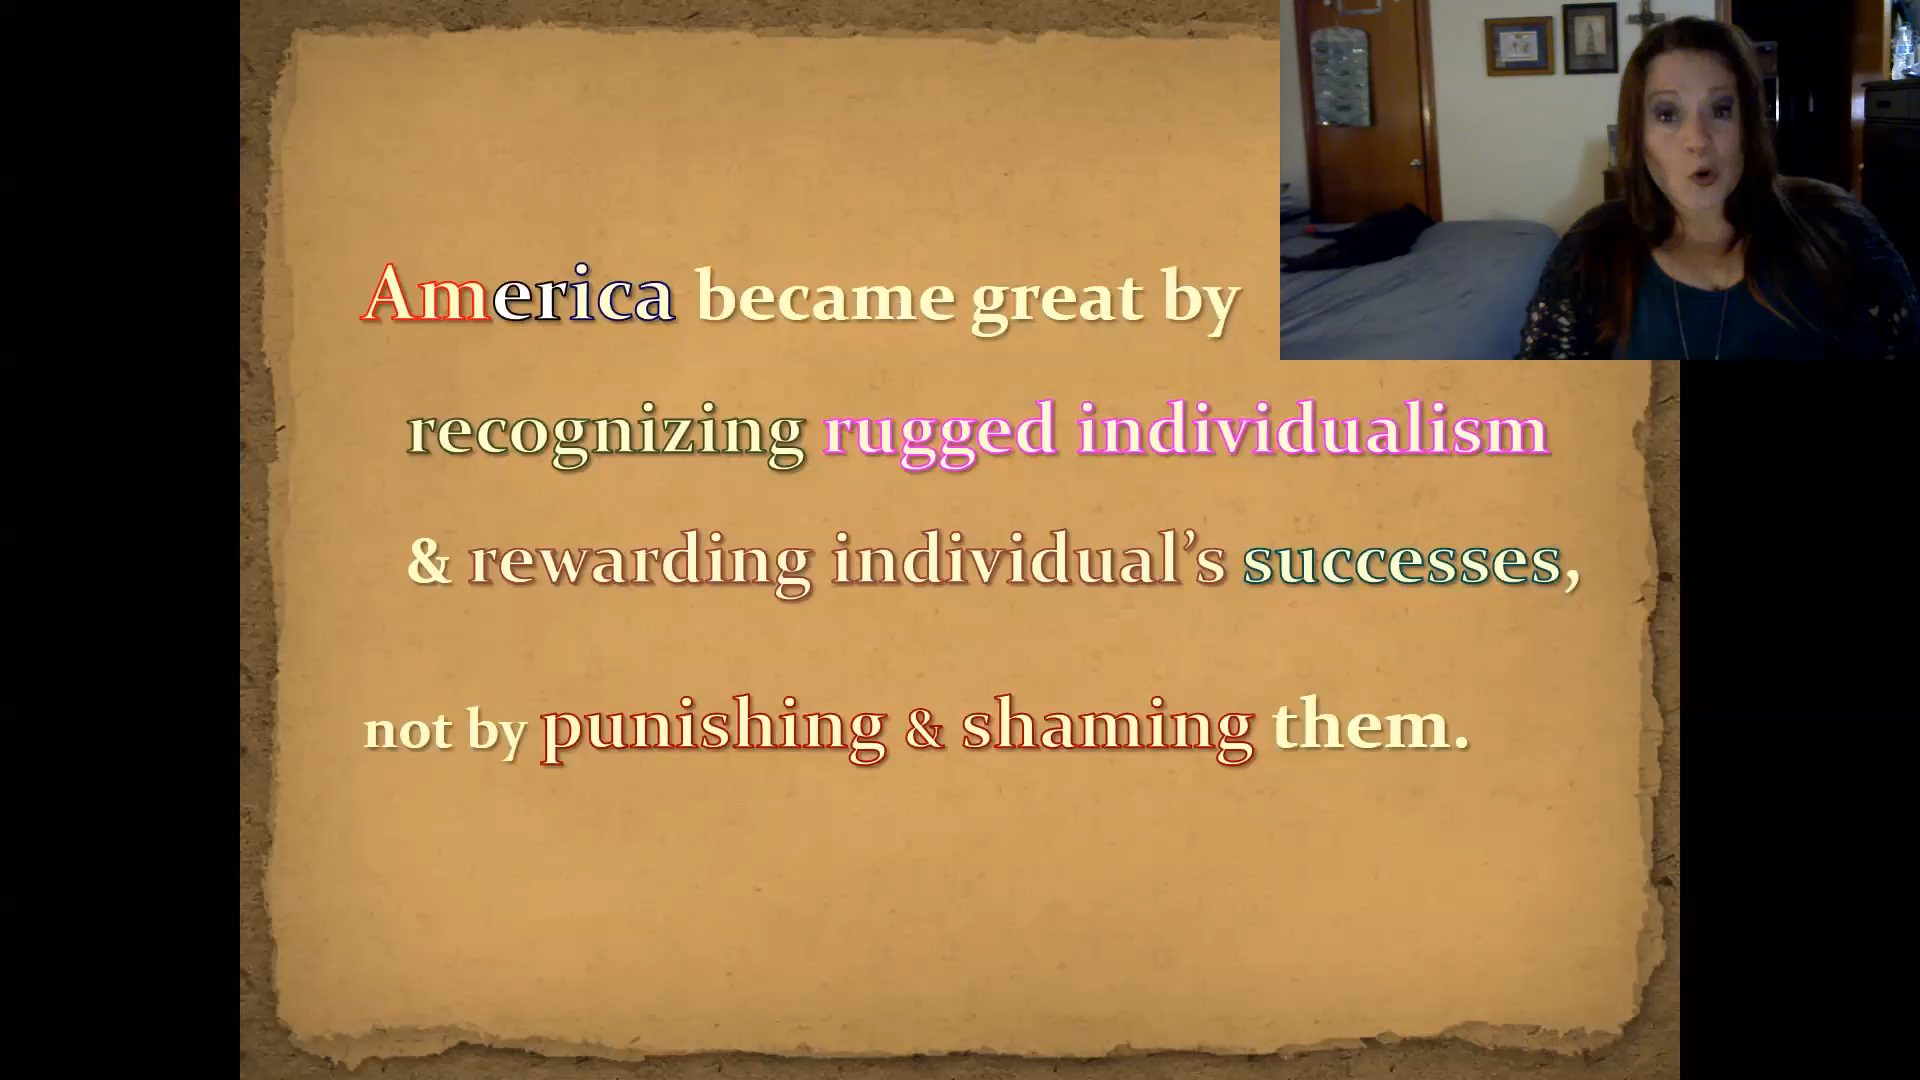 America became great by
recognizing rugged individualism
& rewarding individual’s successes,
not by punishing & shaming them.